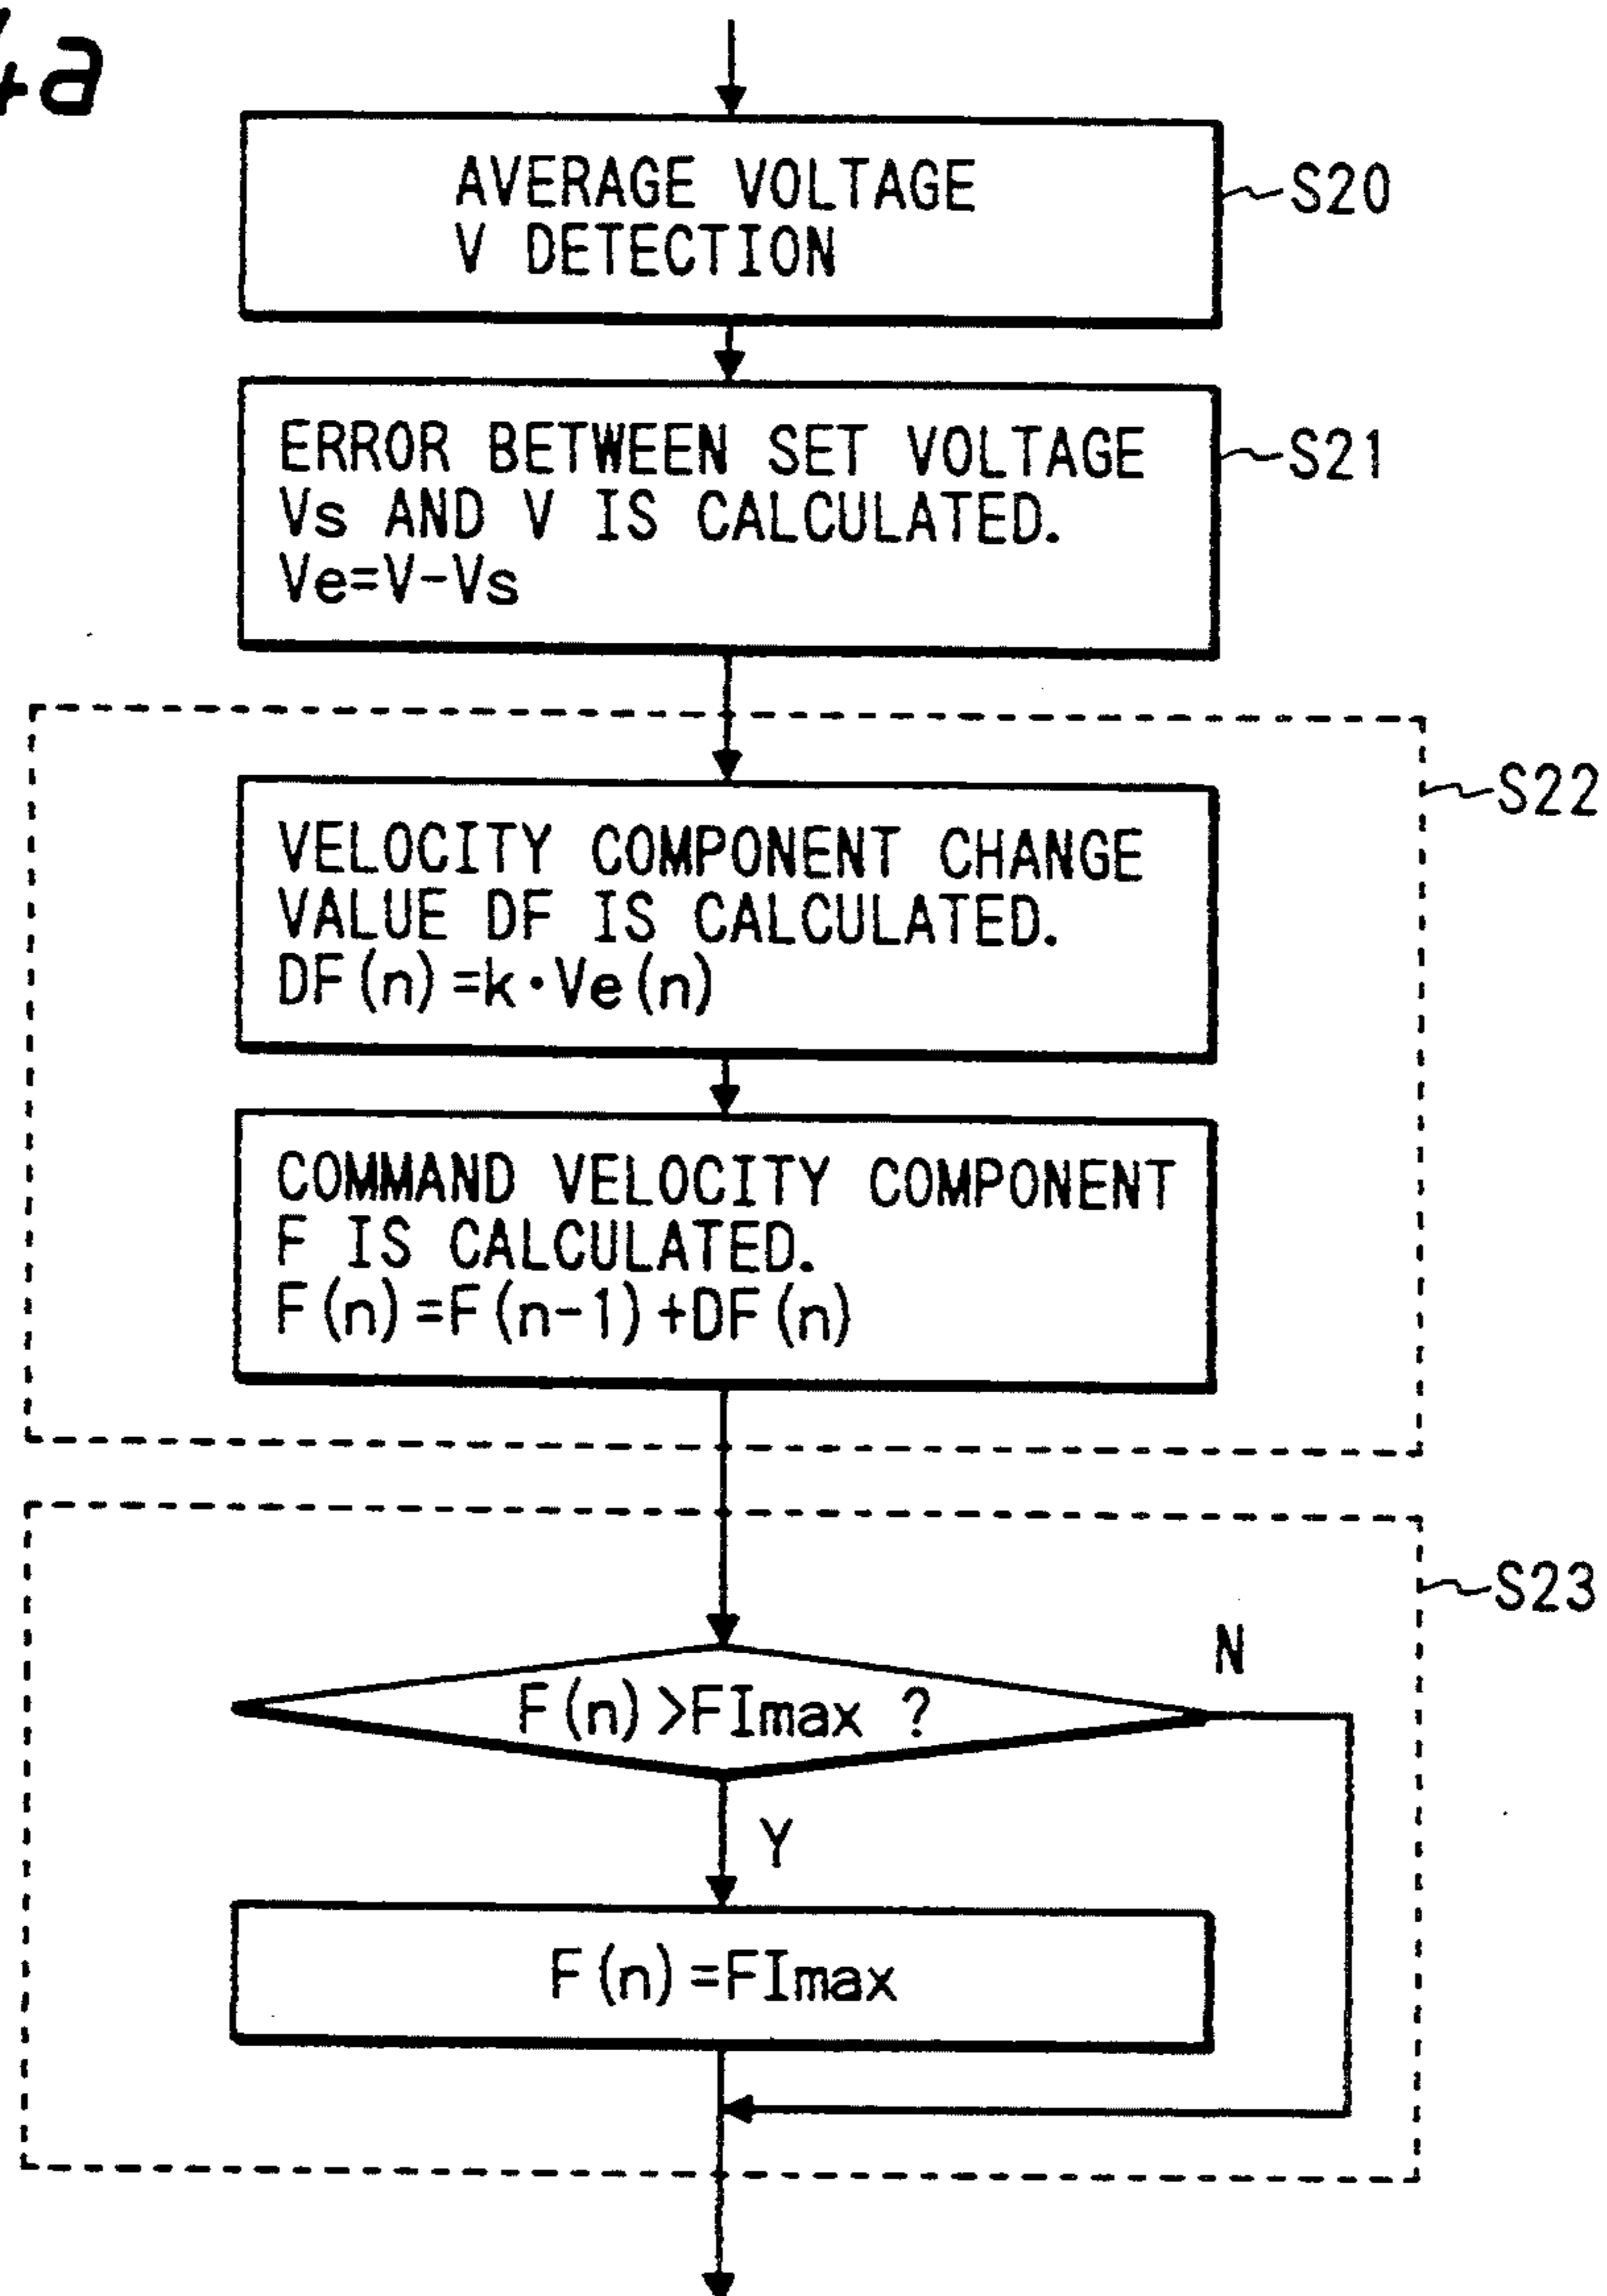 4a
AVERAGE VOLTAGE
V DETECTION
S20
ERROR BETWEEN SET VOLTAGE
Vs AND V IS CALCULATED.
Ve=V-Vs
S21
S22
VELOCITY COMPONENT CHANGE
VALUE DF IS CALCULATED.
DF(n)=k·Ve(n)
COMMAND VELOCITY COMPONENT
F IS CALCULATED.
F(n)=F(n-1)+DF(n)
S23
F(n)>FImax ?
N
Y
F(n)=FImax